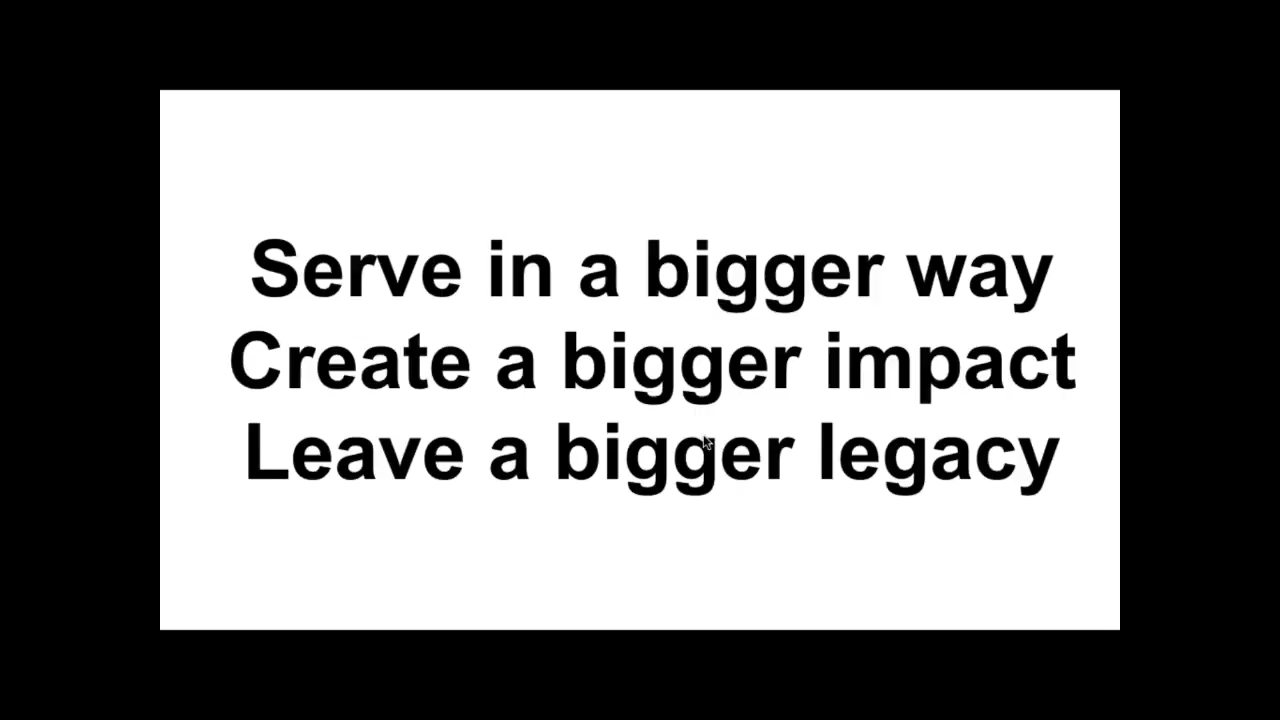 Serve in a bigger way
Create a bigger impact
Leave a bigger legacy